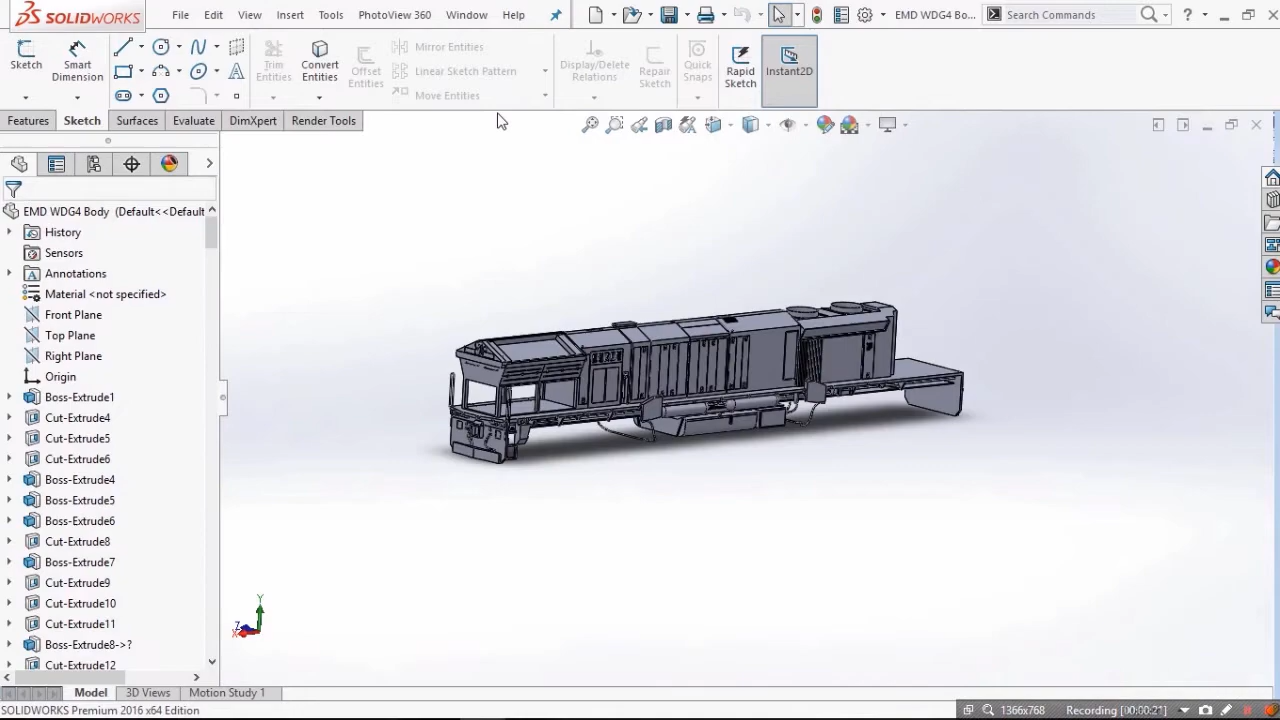 SOLIDWORKS File Edit View Insert Tools PhotoView 360 Window Help EMD WDG4 Bo... Search Commands ?
Sketch Smart Dimension Trim Entities Convert Entities Offset Entities Mirror Entities Linear Sketch Pattern Move Entities Display/Delete Relations Repair Sketch Quick Snaps Rapid Sketch Instant2D
Features Sketch Surfaces Evaluate DimXpert Render Tools
EMD WDG4 Body (Default<<Default
History
Sensors
Annotations
Material <not specified>
Front Plane
Top Plane
Right Plane
Origin
Boss-Extrude1
Cut-Extrude4
Cut-Extrude5
Cut-Extrude6
Boss-Extrude4
Boss-Extrude5
Boss-Extrude6
Cut-Extrude8
Boss-Extrude7
Cut-Extrude9
Cut-Extrude10
Cut-Extrude11
Boss-Extrude8->?
Cut-Extrude12
Y
Z
X
Model 3D Views Motion Study 1
SOLIDWORKS Premium 2016 x64 Edition 1366x768 Recording [00:00:21]